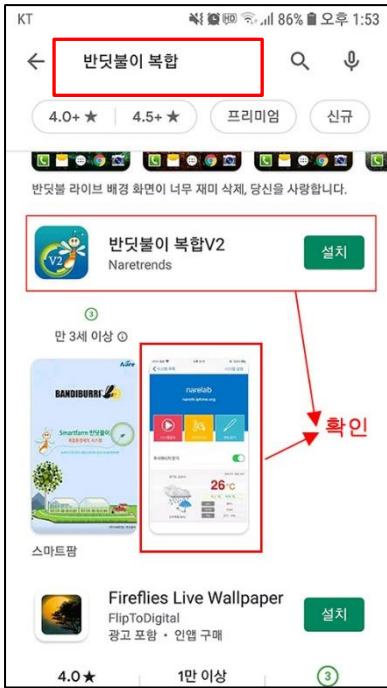 KT 86% 오후 1:53
반딧불이 복합
4.0+ ★ 4.5+ ★ 프리미엄 신규
반딧불 라이브 배경 화면이 너무 재미 삭제, 당신을 사랑합니다.
V2
반딧불이 복합V2
Naretrends
설치
3
만 3세 이상
확인
Nare
BANDIBURRI
Smartfarm 반딧불이
narelab
26°C
스마트팜
Fireflies Live Wallpaper
FlipToDigital
광고 포함 • 인앱 구매
설치
4.0★ 1만 이상 3